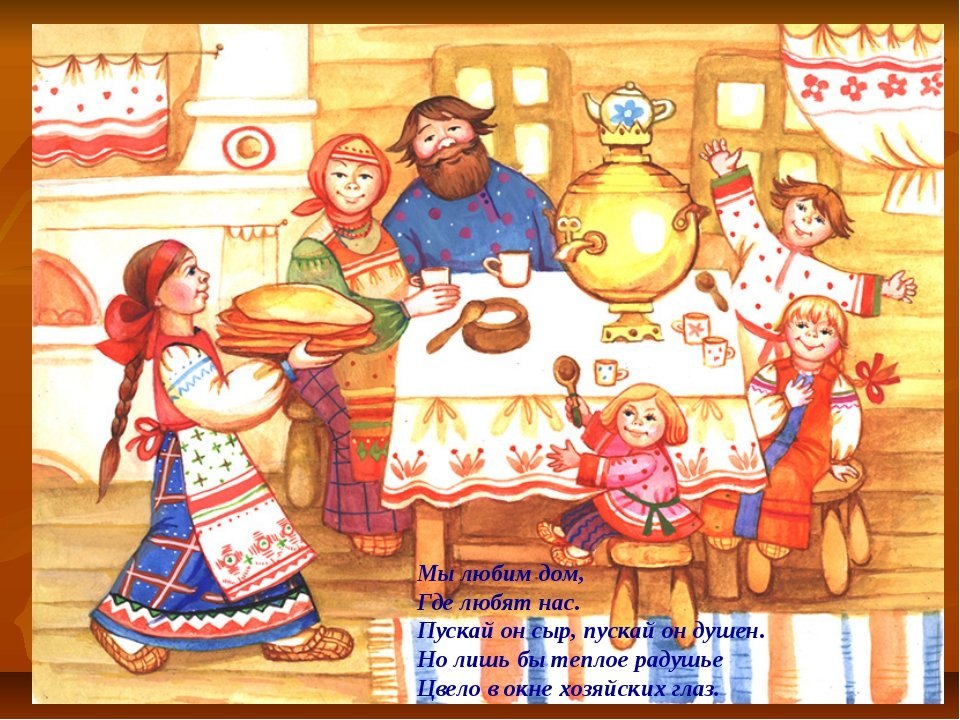 Мы любим дом,
Где любят нас.
Пускай он сыр, пускай он душен.
Но лишь бы теплое радушье
Цвело в окне хозяйских глаз.